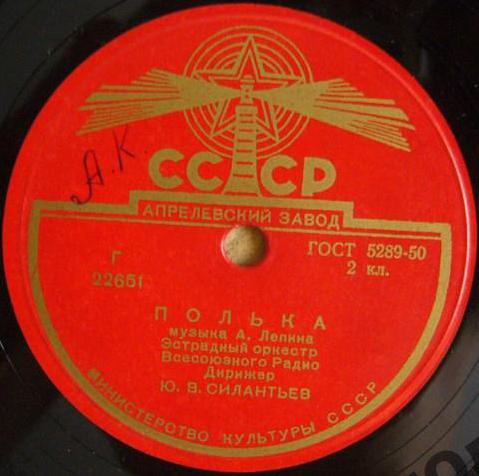 А.К.
СССР
АПРЕЛЕВСКИЙ ЗАВОД
Г
22651
ГОСТ 5289-50
2 кл.
ПОЛЬКА
музыка А. Лепина
Эстрадный оркестр
Всесоюзного Радио
Дирижер
Ю. В. СИЛАНТЬЕВ
МИНИСТЕРСТВО КУЛЬТУРЫ СССР